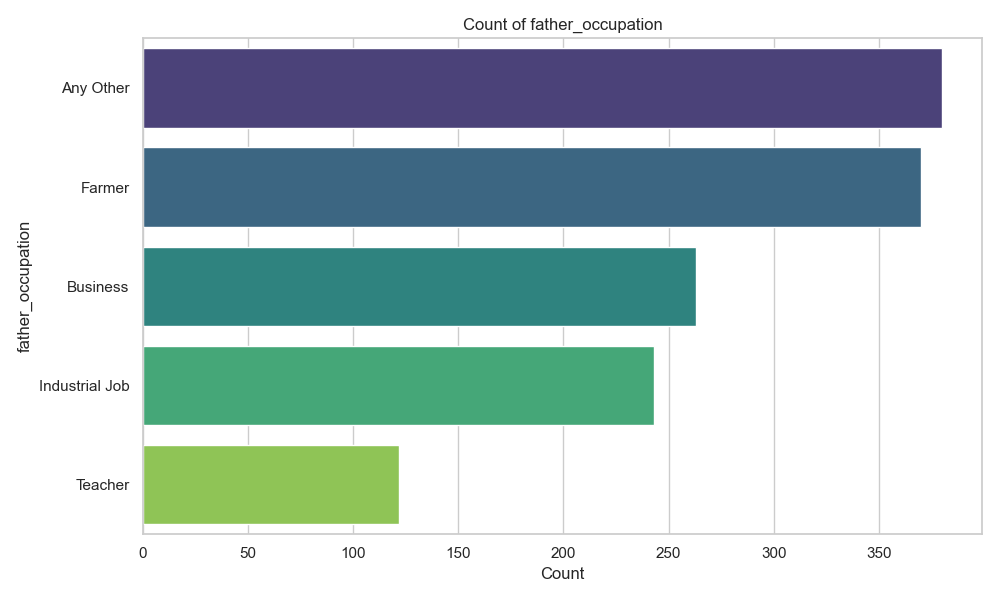 Count of father_occupation
father_occupation
Any Other
Farmer
Business
Industrial Job
Teacher
0 50 100 150 200 250 300 350
Count